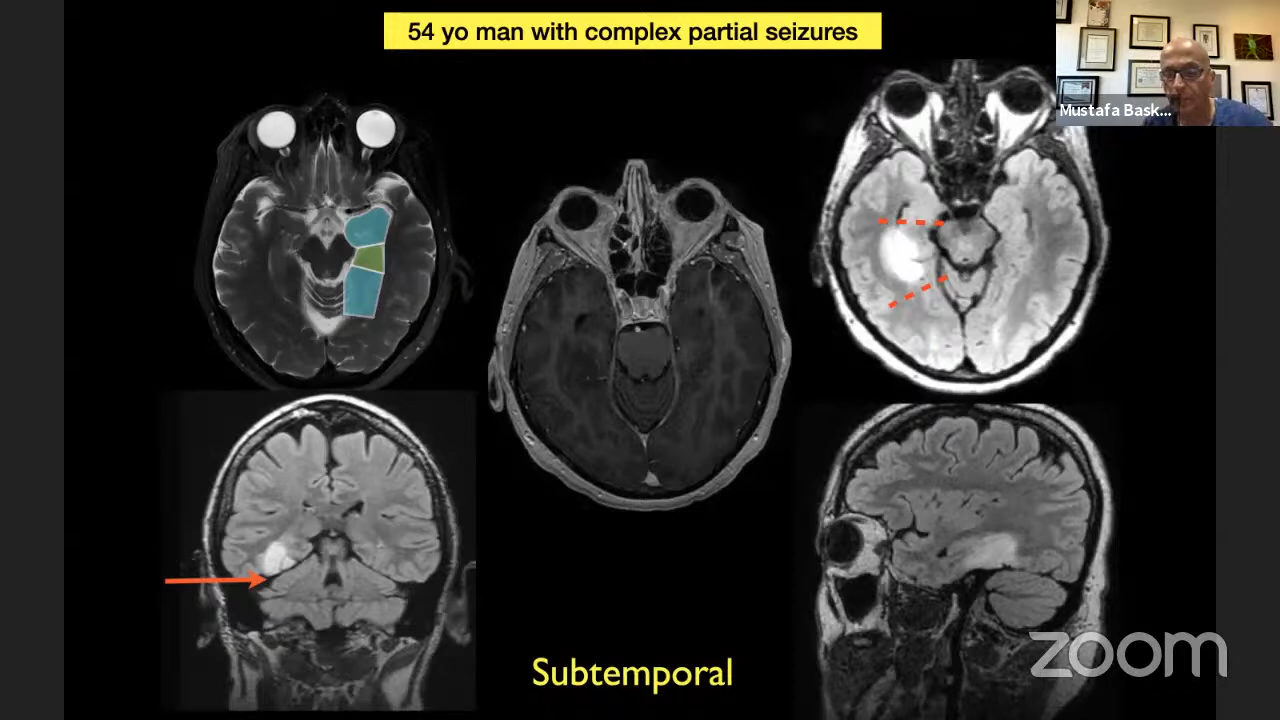 54 yo man with complex partial seizures
Mustafa Bask...
Subtemporal
zoom